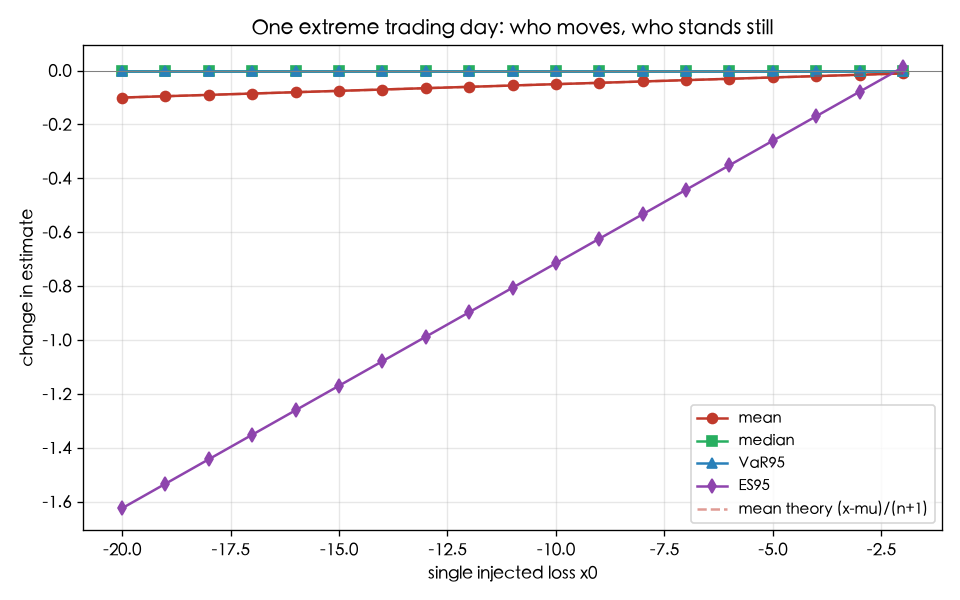 One extreme trading day: who moves, who stands still
change in estimate
0.0
-0.2
-0.4
-0.6
-0.8
-1.0
-1.2
-1.4
-1.6
mean
median
VaR95
ES95
mean theory (x-mu)/(n+1)
-20.0 -17.5 -15.0 -12.5 -10.0 -7.5 -5.0 -2.5
single injected loss x0